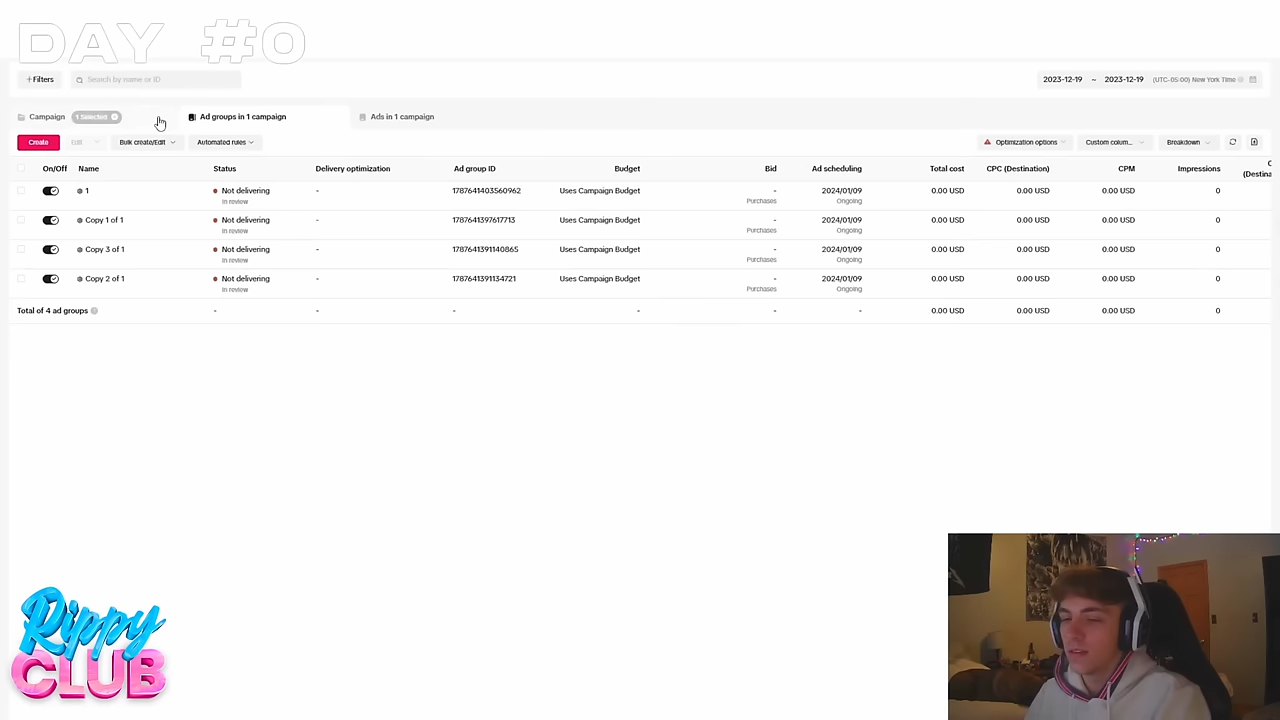 DAY #0
+Filters
Search by name or ID
2023-12-19 ~ 2023-12-19 (UTC-05:00) New York Time
Campaign 1 Selected
Ad groups in 1 campaign
Ads in 1 campaign
Create
Edit
Bulk create/Edit
Automated rules
Optimization options
Custom colum...
Breakdown
On/Off Name Status Delivery optimization Ad group ID Budget Bid Ad scheduling Total cost CPC (Destination) CPM Impressions C
(Destina
1 Not delivering - 1787641403560962 Uses Campaign Budget - 2024/01/09 0.00 USD 0.00 USD 0.00 USD 0
In review Purchases Ongoing
Copy 1 of 1 Not delivering - 1787641397617713 Uses Campaign Budget - 2024/01/09 0.00 USD 0.00 USD 0.00 USD 0
In review Purchases Ongoing
Copy 3 of 1 Not delivering - 1787641391140865 Uses Campaign Budget - 2024/01/09 0.00 USD 0.00 USD 0.00 USD 0
In review Purchases Ongoing
Copy 2 of 1 Not delivering - 1787641391134721 Uses Campaign Budget - 2024/01/09 0.00 USD 0.00 USD 0.00 USD 0
In review Purchases Ongoing
Total of 4 ad groups - - - - - - 0.00 USD 0.00 USD 0.00 USD 0
Rippy
CLUB